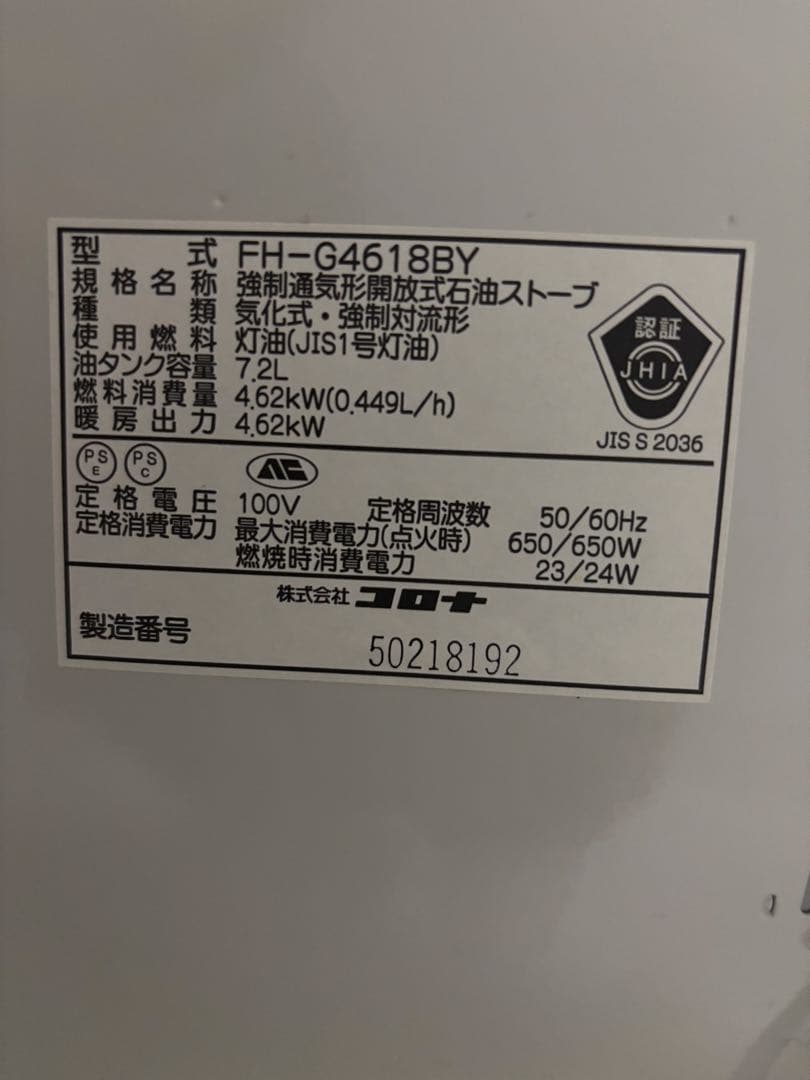 型式 FH-G4618BY
規格名称 強制通気形開放式石油ストーブ
種類 気化式・強制対流形
使用燃料 灯油(JIS1号灯油)
油タンク容量 7.2L
燃料消費量 4.62kW(0.449L/h)
暖房出力 4.62kW
認証
JHIA
JIS S 2036
PS E PS C
定格電圧 100V 定格周波数 50/60Hz
定格消費電力 最大消費電力(点火時) 650/650W
燃焼時消費電力 23/24W
株式会社 コロナ
製造番号 50218192